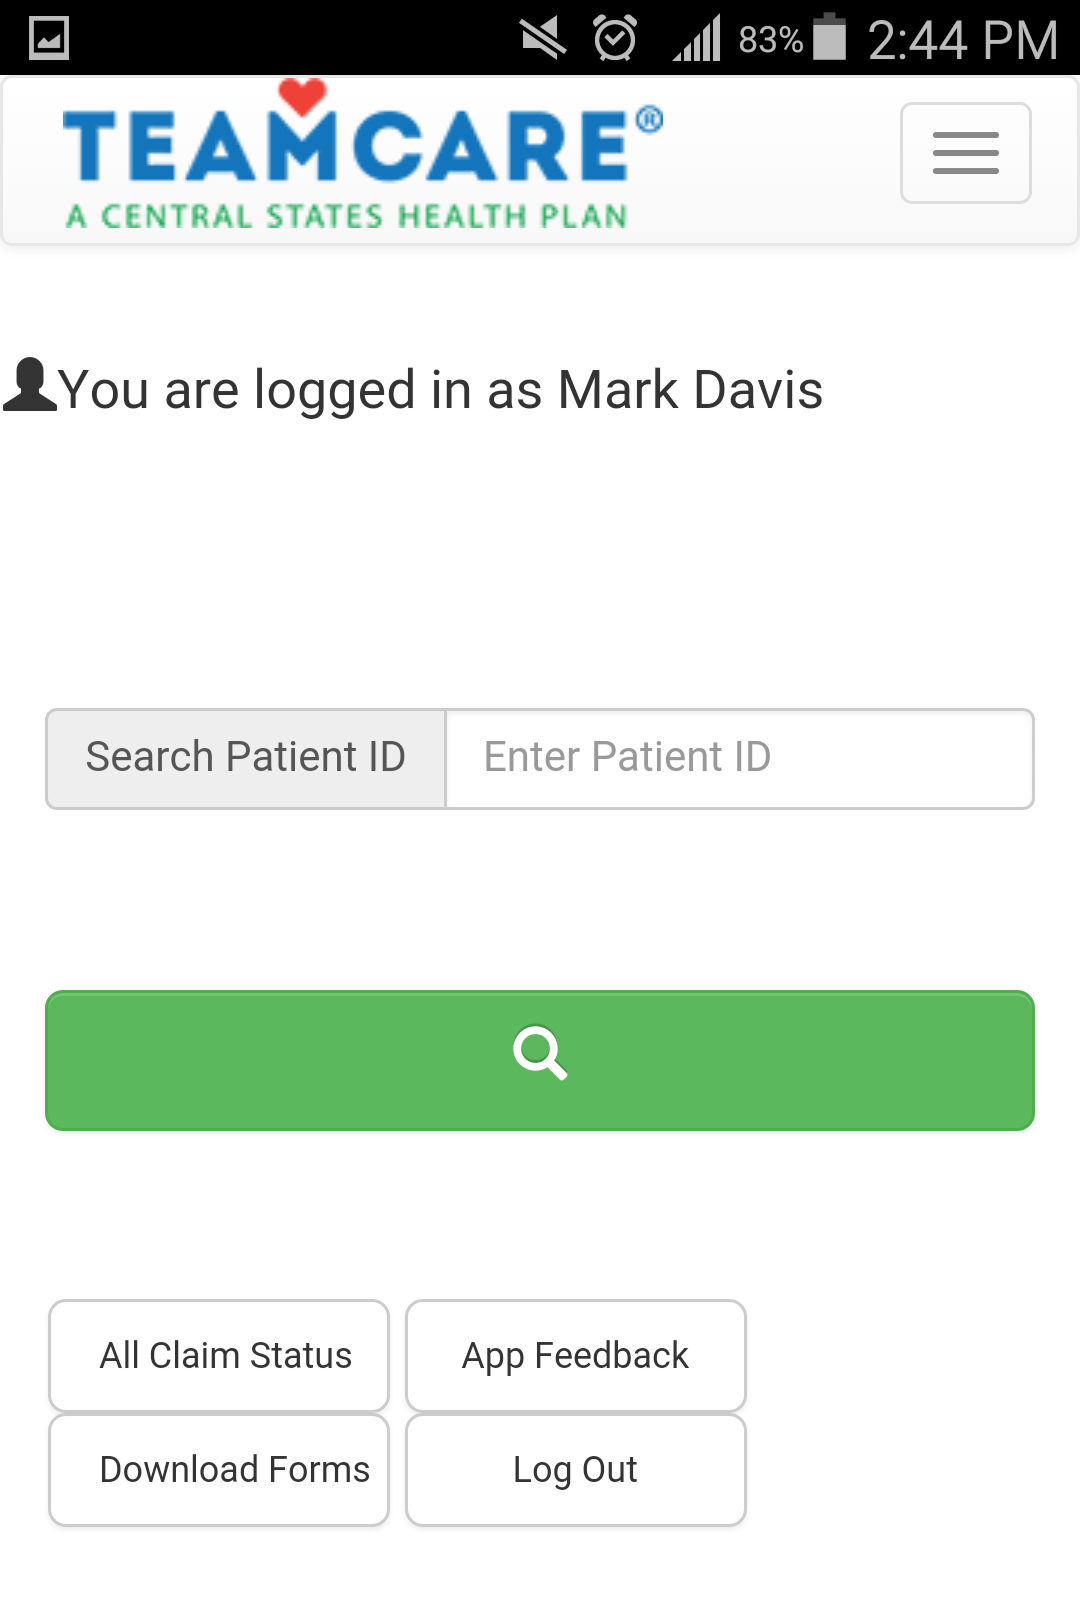 83% 2:44 PM
TEAMCARE®
A CENTRAL STATES HEALTH PLAN
You are logged in as Mark Davis
Search Patient ID Enter Patient ID
All Claim Status App Feedback
Download Forms Log Out